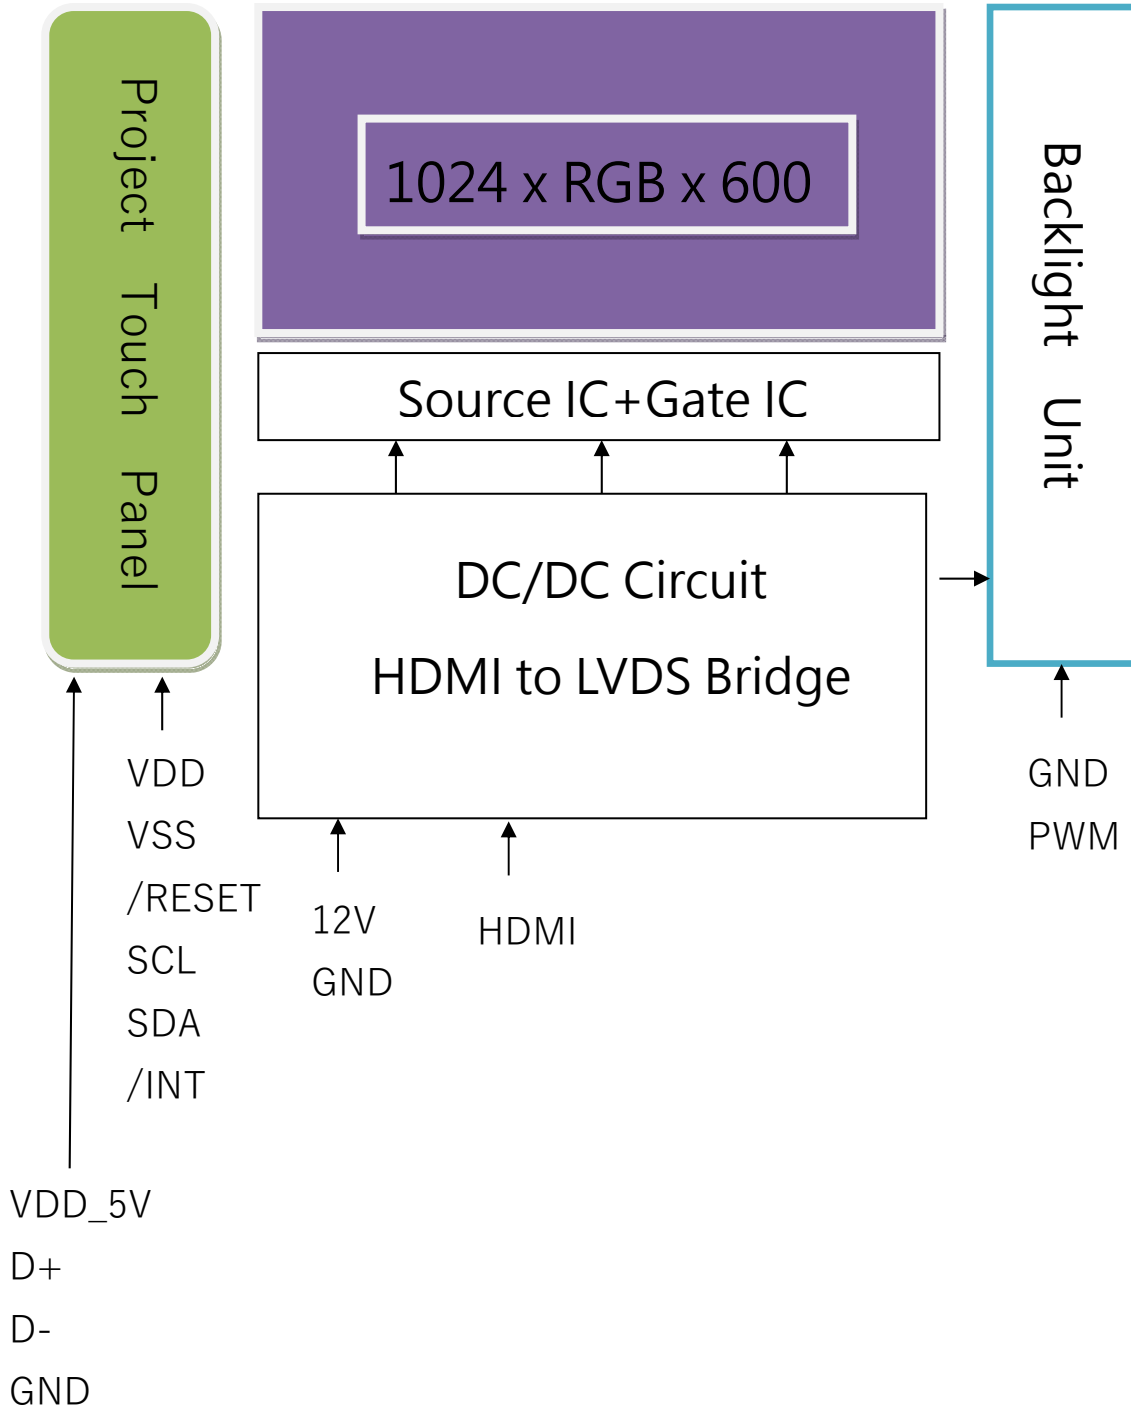 Project Touch Panel
1024 x RGB x 600
Backlight Unit
Source IC+Gate IC
DC/DC Circuit
HDMI to LVDS Bridge
VDD
VSS
/RESET
SCL
SDA
/INT
12V
GND
HDMI
GND
PWM
VDD_5V
D+
D-
GND